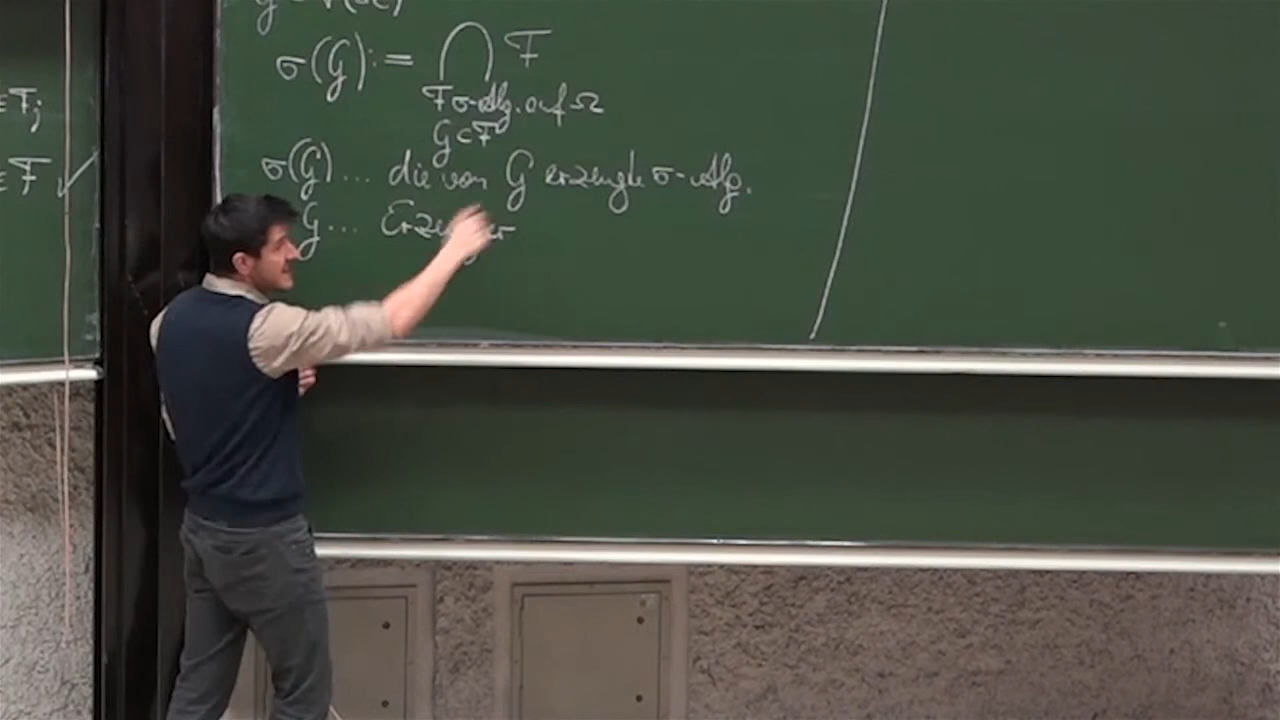 ∈ F_j
∈ F ✓
G ⊂ P(Ω)
σ(G) := ⋂ F
F σ-Alg. auf Ω
G ⊂ F
σ(G) ... die von G erzeugte σ-Alg.
G ... Erzeuger